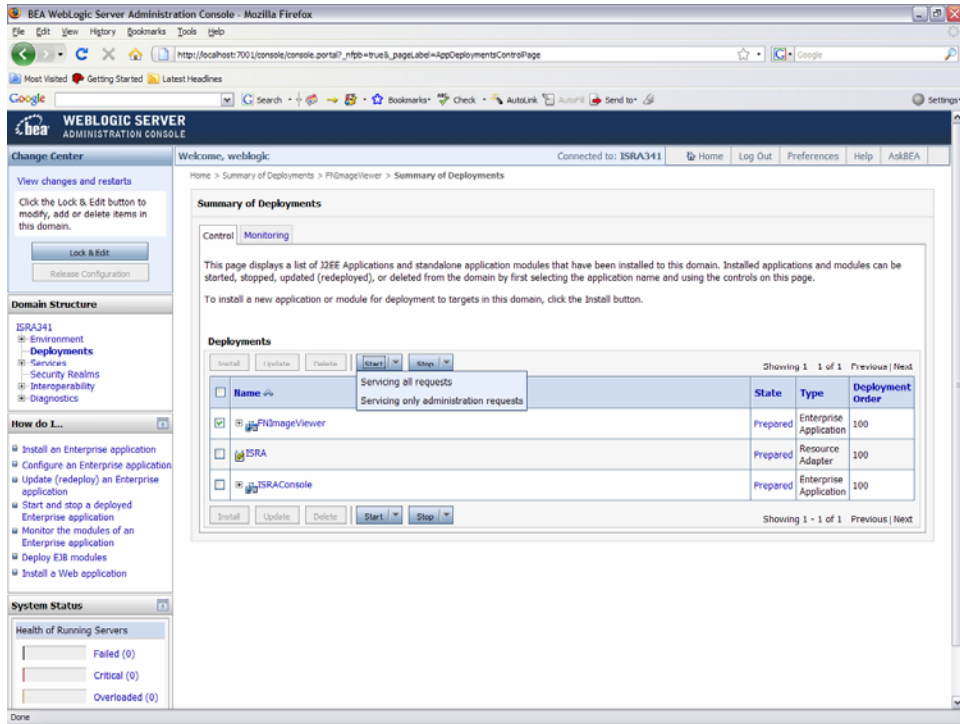 BEA WebLogic Server Administration Console - Mozilla Firefox
File Edit View History Bookmarks Tools Help
http://localhost:7001/console/console.portal?_nfpb=true&_pageLabel=AppDeploymentsControlPage
Google
Most Visited Getting Started Latest Headlines
Google Search Bookmarks Check AutoLink AutoFill Send to Settings
bea WEBLOGIC SERVER
ADMINISTRATION CONSOLE
Change Center
View changes and restarts
Click the Lock & Edit button to
modify, add or delete items in
this domain.
Lock & Edit
Release Configuration
Domain Structure
ISRA341
Environment
Deployments
Services
Security Realms
Interoperability
Diagnostics
How do I...
Install an Enterprise application
Configure an Enterprise application
Update (redeploy) an Enterprise
application
Start and stop a deployed
Enterprise application
Monitor the modules of an
Enterprise application
Deploy EJB modules
Install a Web application
System Status
Health of Running Servers
Failed (0)
Critical (0)
Overloaded (0)
Welcome, weblogic Connected to: ISRA341 Home Log Out Preferences Help AskBEA
Home > Summary of Deployments > FNImageViewer > Summary of Deployments
Summary of Deployments
Control Monitoring
This page displays a list of J2EE Applications and standalone application modules that have been installed to this domain. Installed applications and modules can be
started, stopped, updated (redeployed), or deleted from the domain by first selecting the application name and using the controls on this page.
To install a new application or module for deployment to targets in this domain, click the Install button.
Deployments
Install Update Delete Start Stop Showing 1 - 1 of 1 Previous | Next
Servicing all requests
Servicing only administration requests
Name State Type Deployment Order
FNImageViewer Prepared Enterprise Application 100
ISRA Prepared Resource Adapter 100
ISRAConsole Prepared Enterprise Application 100
Install Update Delete Start Stop Showing 1 - 1 of 1 Previous | Next
Done